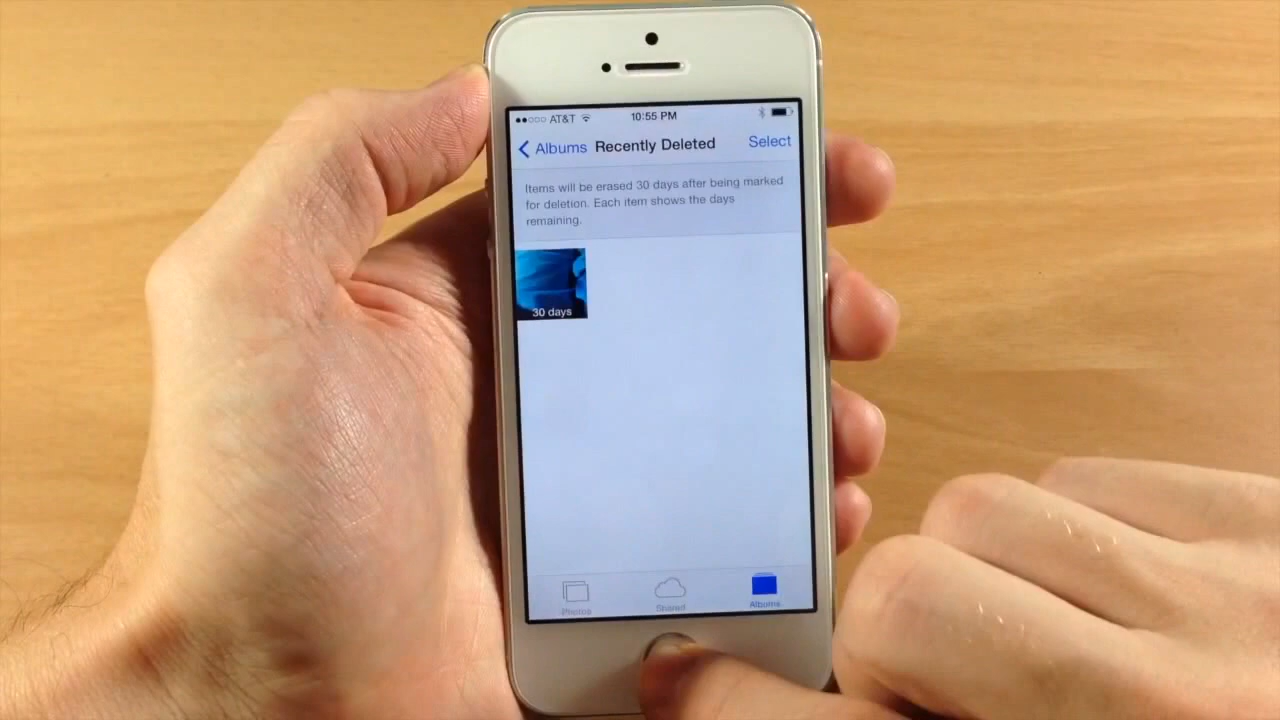 AT&T 10:55 PM
Albums Recently Deleted Select
Items will be erased 30 days after being marked
for deletion. Each item shows the days
remaining.
30 days
Photos Shared Albums